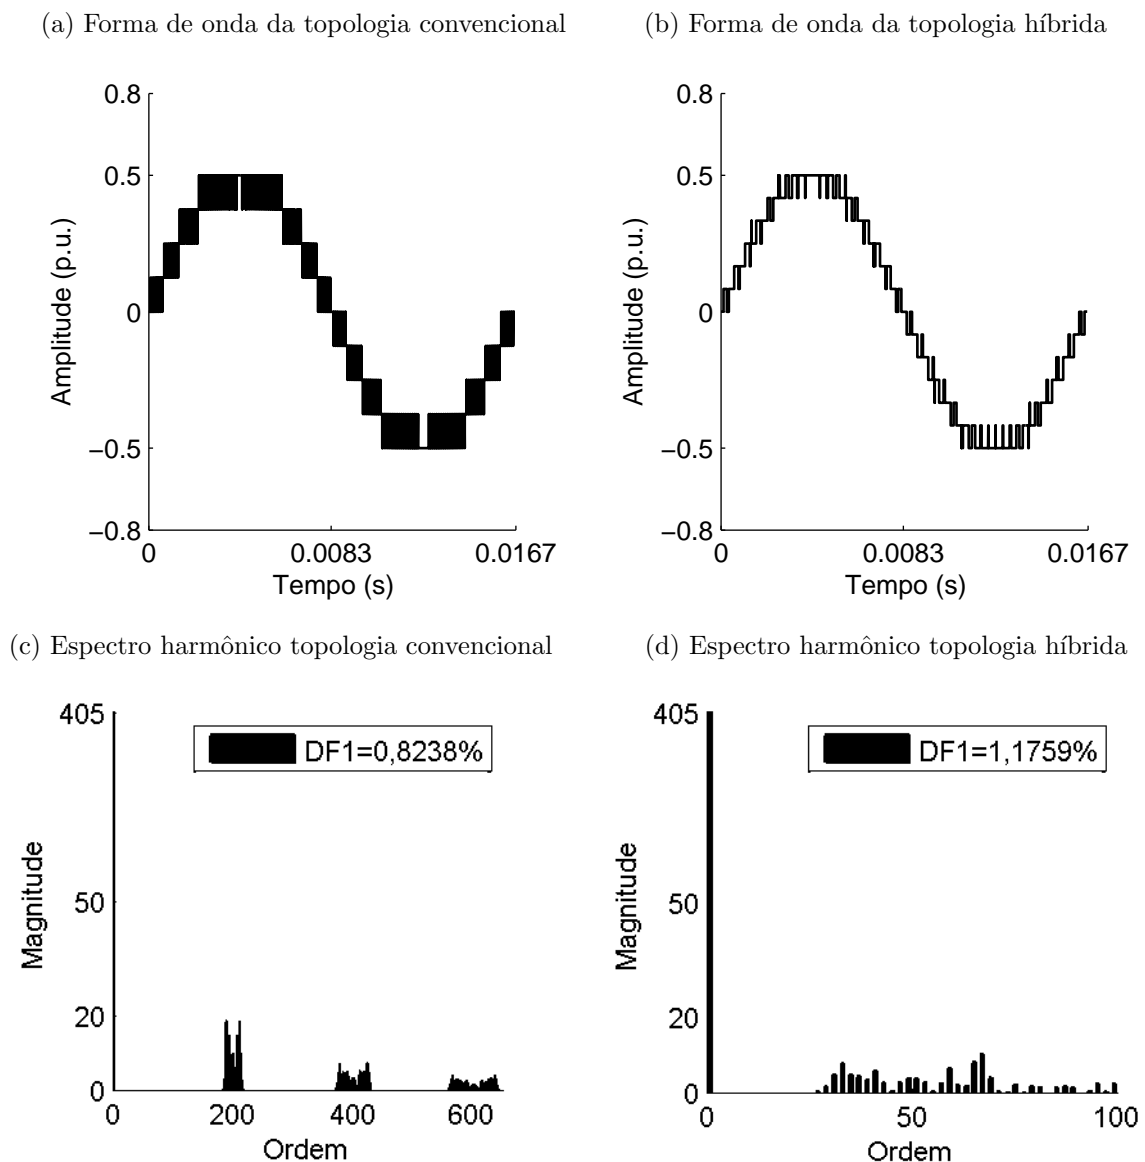 (a) Forma de onda da topologia convencional
(b) Forma de onda da topologia híbrida
0.8
0.5
0
−0.5
−0.8
Amplitude (p.u.)
0
0.0083
0.0167
Tempo (s)
0.8
0.5
0
−0.5
−0.8
Amplitude (p.u.)
0
0.0083
0.0167
Tempo (s)
(c) Espectro harmônico topologia convencional
(d) Espectro harmônico topologia híbrida
405
50
20
0
Magnitude
DF1=0,8238%
0
200
400
600
Ordem
405
50
20
0
Magnitude
DF1=1,1759%
0
50
100
Ordem